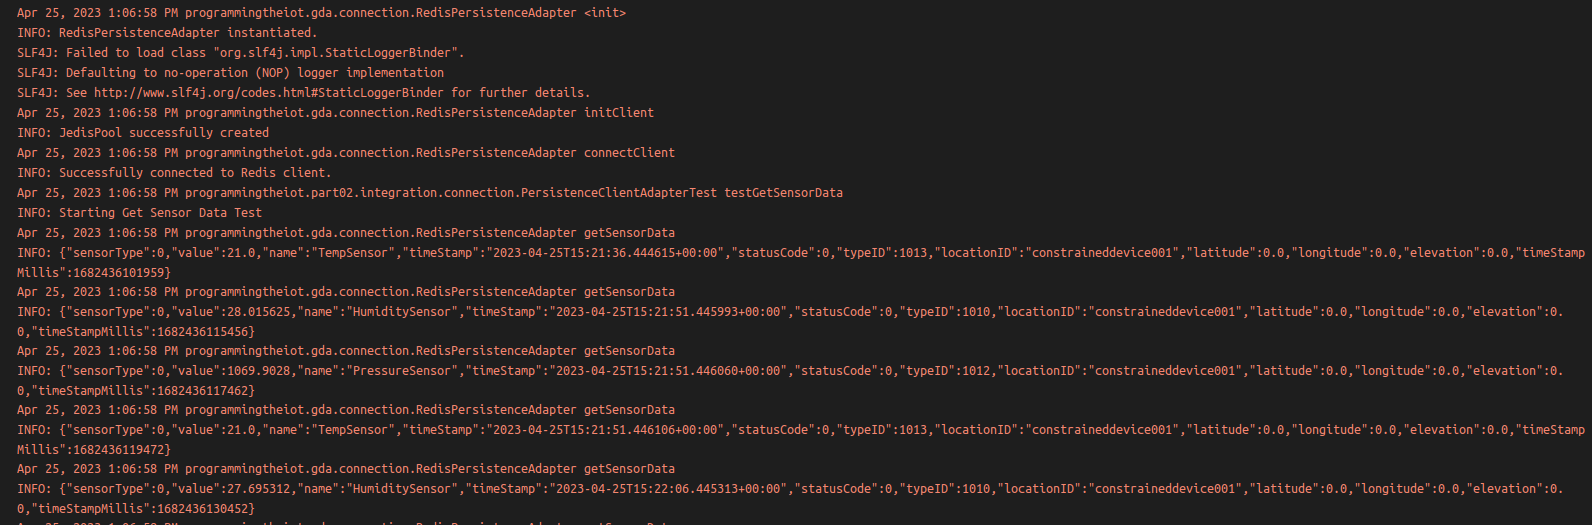 Apr 25, 2023 1:06:58 PM programmingtheiot.gda.connection.RedisPersistenceAdapter <init>
INFO: RedisPersistenceAdapter instantiated.
SLF4J: Failed to load class "org.slf4j.impl.StaticLoggerBinder".
SLF4J: Defaulting to no-operation (NOP) logger implementation
SLF4J: See http://www.slf4j.org/codes.html#StaticLoggerBinder for further details.
Apr 25, 2023 1:06:58 PM programmingtheiot.gda.connection.RedisPersistenceAdapter initClient
INFO: JedisPool successfully created
Apr 25, 2023 1:06:58 PM programmingtheiot.gda.connection.RedisPersistenceAdapter connectClient
INFO: Successfully connected to Redis client.
Apr 25, 2023 1:06:58 PM programmingtheiot.part02.integration.connection.PersistenceClientAdapterTest testGetSensorData
INFO: Starting Get Sensor Data Test
Apr 25, 2023 1:06:58 PM programmingtheiot.gda.connection.RedisPersistenceAdapter getSensorData
INFO: {"sensorType":0,"value":21.0,"name":"TempSensor","timeStamp":"2023-04-25T15:21:36.444615+00:00","statusCode":0,"typeID":1013,"locationID":"constraineddevice001","latitude":0.0,"longitude":0.0,"elevation":0.0,"timeStamp
Millis":1682436101959}
Apr 25, 2023 1:06:58 PM programmingtheiot.gda.connection.RedisPersistenceAdapter getSensorData
INFO: {"sensorType":0,"value":28.015625,"name":"HumiditySensor","timeStamp":"2023-04-25T15:21:51.445993+00:00","statusCode":0,"typeID":1010,"locationID":"constraineddevice001","latitude":0.0,"longitude":0.0,"elevation":0.
0,"timeStampMillis":1682436115456}
Apr 25, 2023 1:06:58 PM programmingtheiot.gda.connection.RedisPersistenceAdapter getSensorData
INFO: {"sensorType":0,"value":1069.9028,"name":"PressureSensor","timeStamp":"2023-04-25T15:21:51.446060+00:00","statusCode":0,"typeID":1012,"locationID":"constraineddevice001","latitude":0.0,"longitude":0.0,"elevation":0.
0,"timeStampMillis":1682436117462}
Apr 25, 2023 1:06:58 PM programmingtheiot.gda.connection.RedisPersistenceAdapter getSensorData
INFO: {"sensorType":0,"value":21.0,"name":"TempSensor","timeStamp":"2023-04-25T15:21:51.446106+00:00","statusCode":0,"typeID":1013,"locationID":"constraineddevice001","latitude":0.0,"longitude":0.0,"elevation":0.0,"timeStamp
Millis":1682436119472}
Apr 25, 2023 1:06:58 PM programmingtheiot.gda.connection.RedisPersistenceAdapter getSensorData
INFO: {"sensorType":0,"value":27.695312,"name":"HumiditySensor","timeStamp":"2023-04-25T15:22:06.445313+00:00","statusCode":0,"typeID":1010,"locationID":"constraineddevice001","latitude":0.0,"longitude":0.0,"elevation":0.
0,"timeStampMillis":1682436130452}